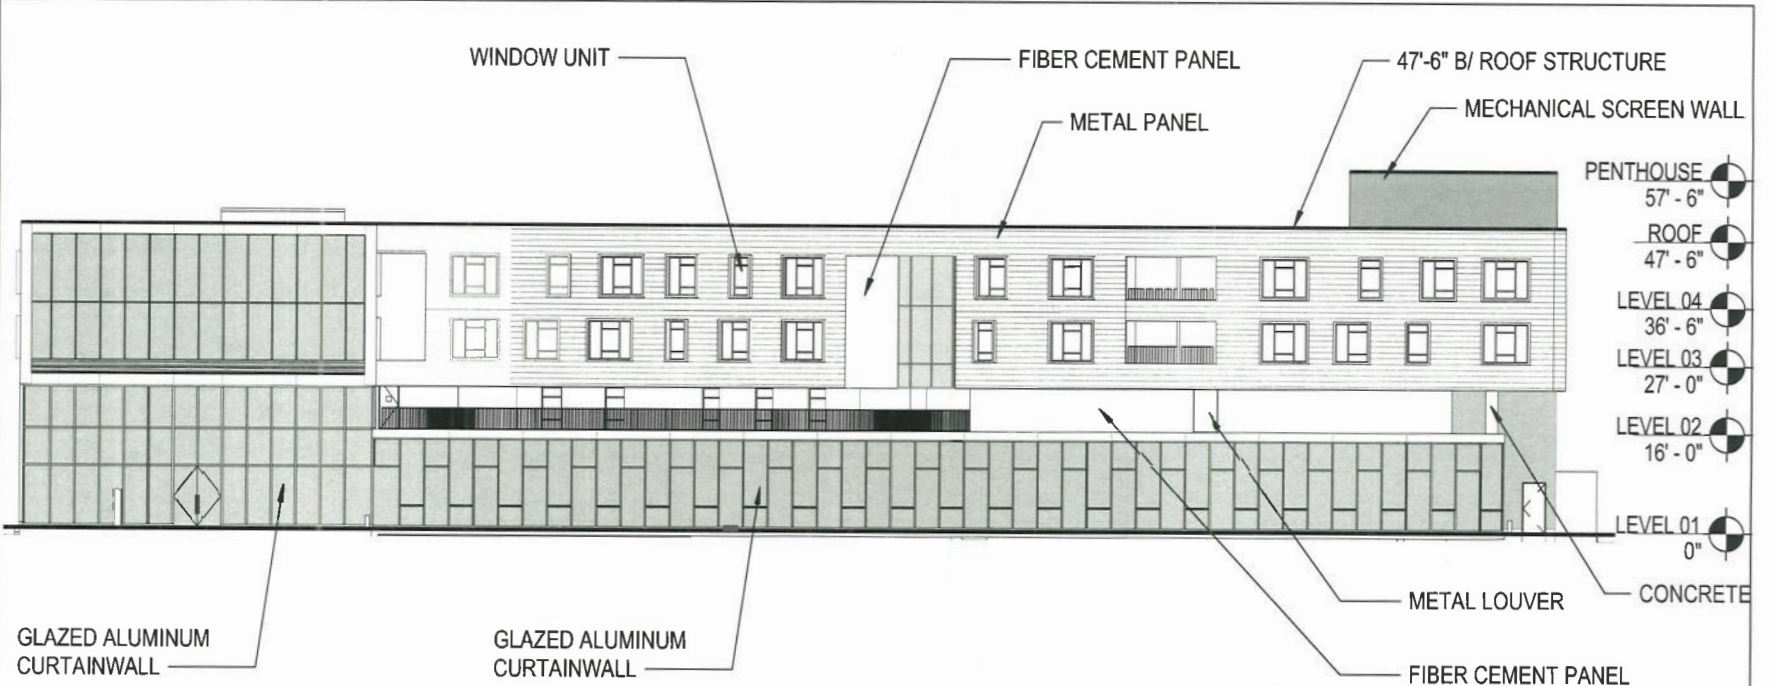 WINDOW UNIT
FIBER CEMENT PANEL
47'-6" B/ ROOF STRUCTURE
MECHANICAL SCREEN WALL
METAL PANEL
PENTHOUSE
57' - 6"
ROOF
47' - 6"
LEVEL 04
36' - 6"
LEVEL 03
27' - 0"
LEVEL 02
16' - 0"
LEVEL 01
0"
CONCRETE
METAL LOUVER
FIBER CEMENT PANEL
GLAZED ALUMINUM
CURTAINWALL
GLAZED ALUMINUM
CURTAINWALL